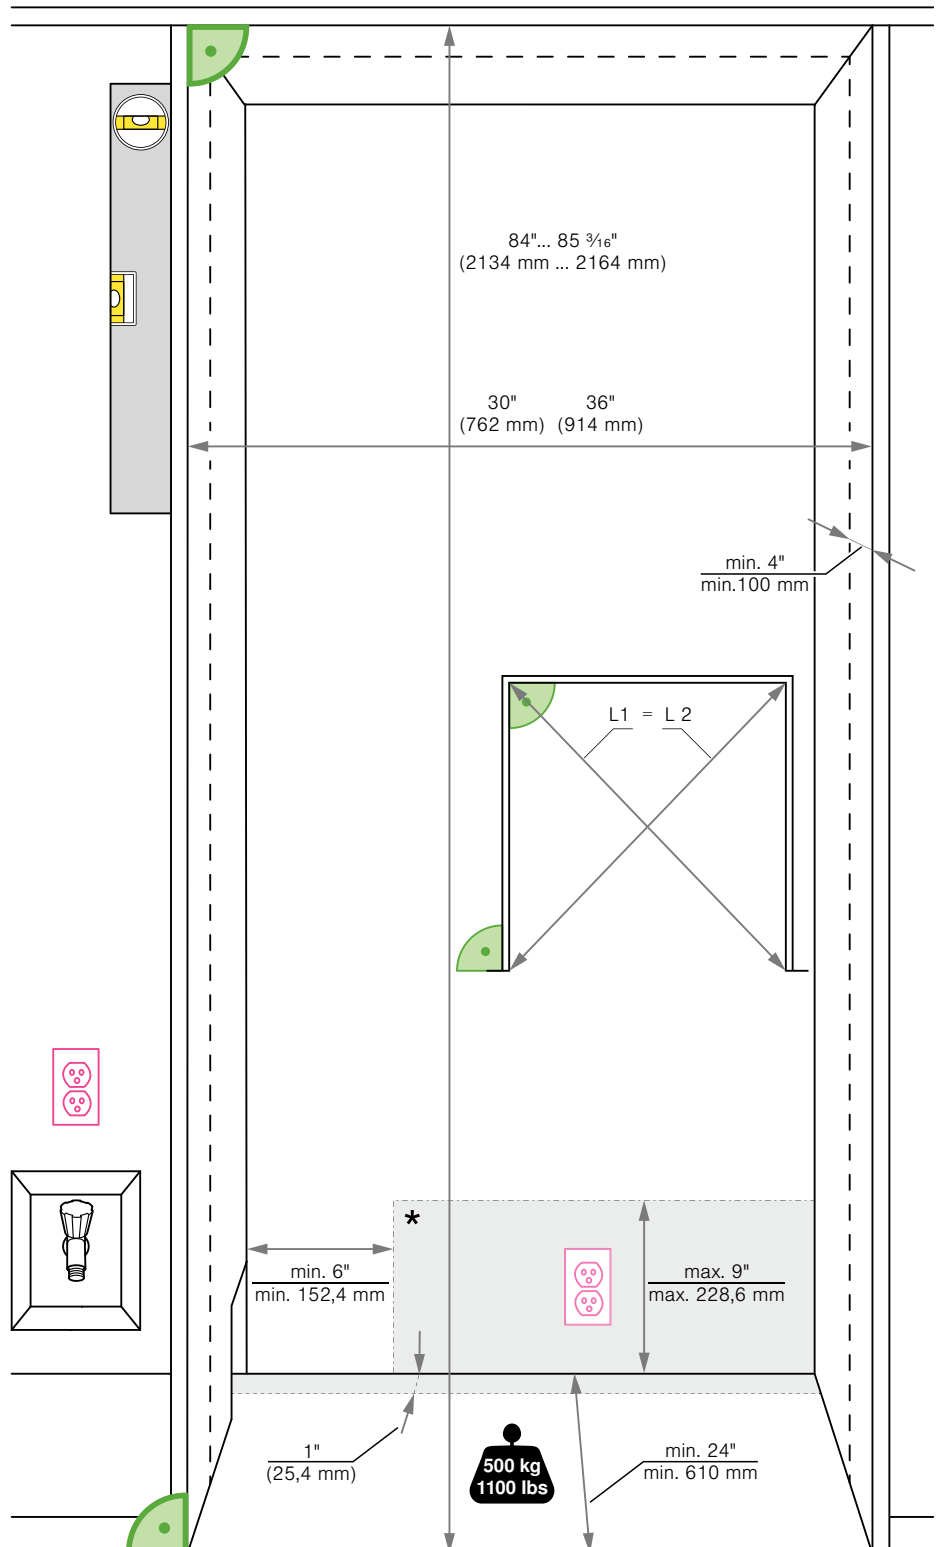 84"... 85 ³⁄₁₆"
(2134 mm ... 2164 mm)
30" 36"
(762 mm) (914 mm)
min. 4"
min.100 mm
L1 = L 2
*
min. 6"
min. 152,4 mm
max. 9"
max. 228,6 mm
1"
(25,4 mm)
500 kg
1100 lbs
min. 24"
min. 610 mm